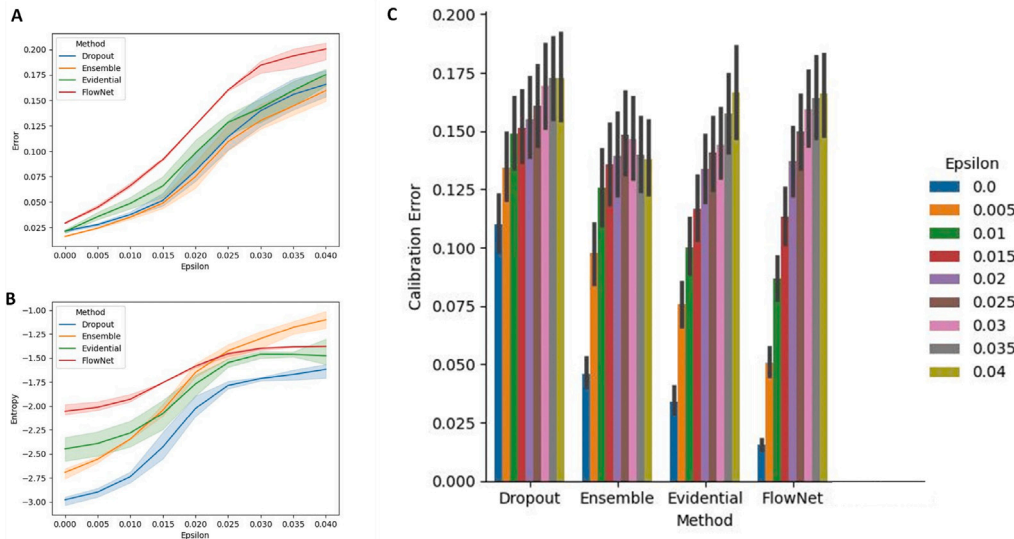 A
Method
Dropout
Ensemble
Evidential
FlowNet
0.200
0.175
0.150
0.125
0.100
0.075
0.050
0.025
Error
0.000 0.005 0.010 0.015 0.020 0.025 0.030 0.035 0.040
Epsilon
B
Method
Dropout
Ensemble
Evidential
FlowNet
−1.00
−1.25
−1.50
−1.75
−2.00
−2.25
−2.50
−2.75
−3.00
Entropy
0.000 0.005 0.010 0.015 0.020 0.025 0.030 0.035 0.040
Epsilon
C
0.200
0.175
0.150
0.125
0.100
0.075
0.050
0.025
0.000
Calibration Error
Dropout Ensemble Evidential FlowNet
Method
Epsilon
0.0
0.005
0.01
0.015
0.02
0.025
0.03
0.035
0.04